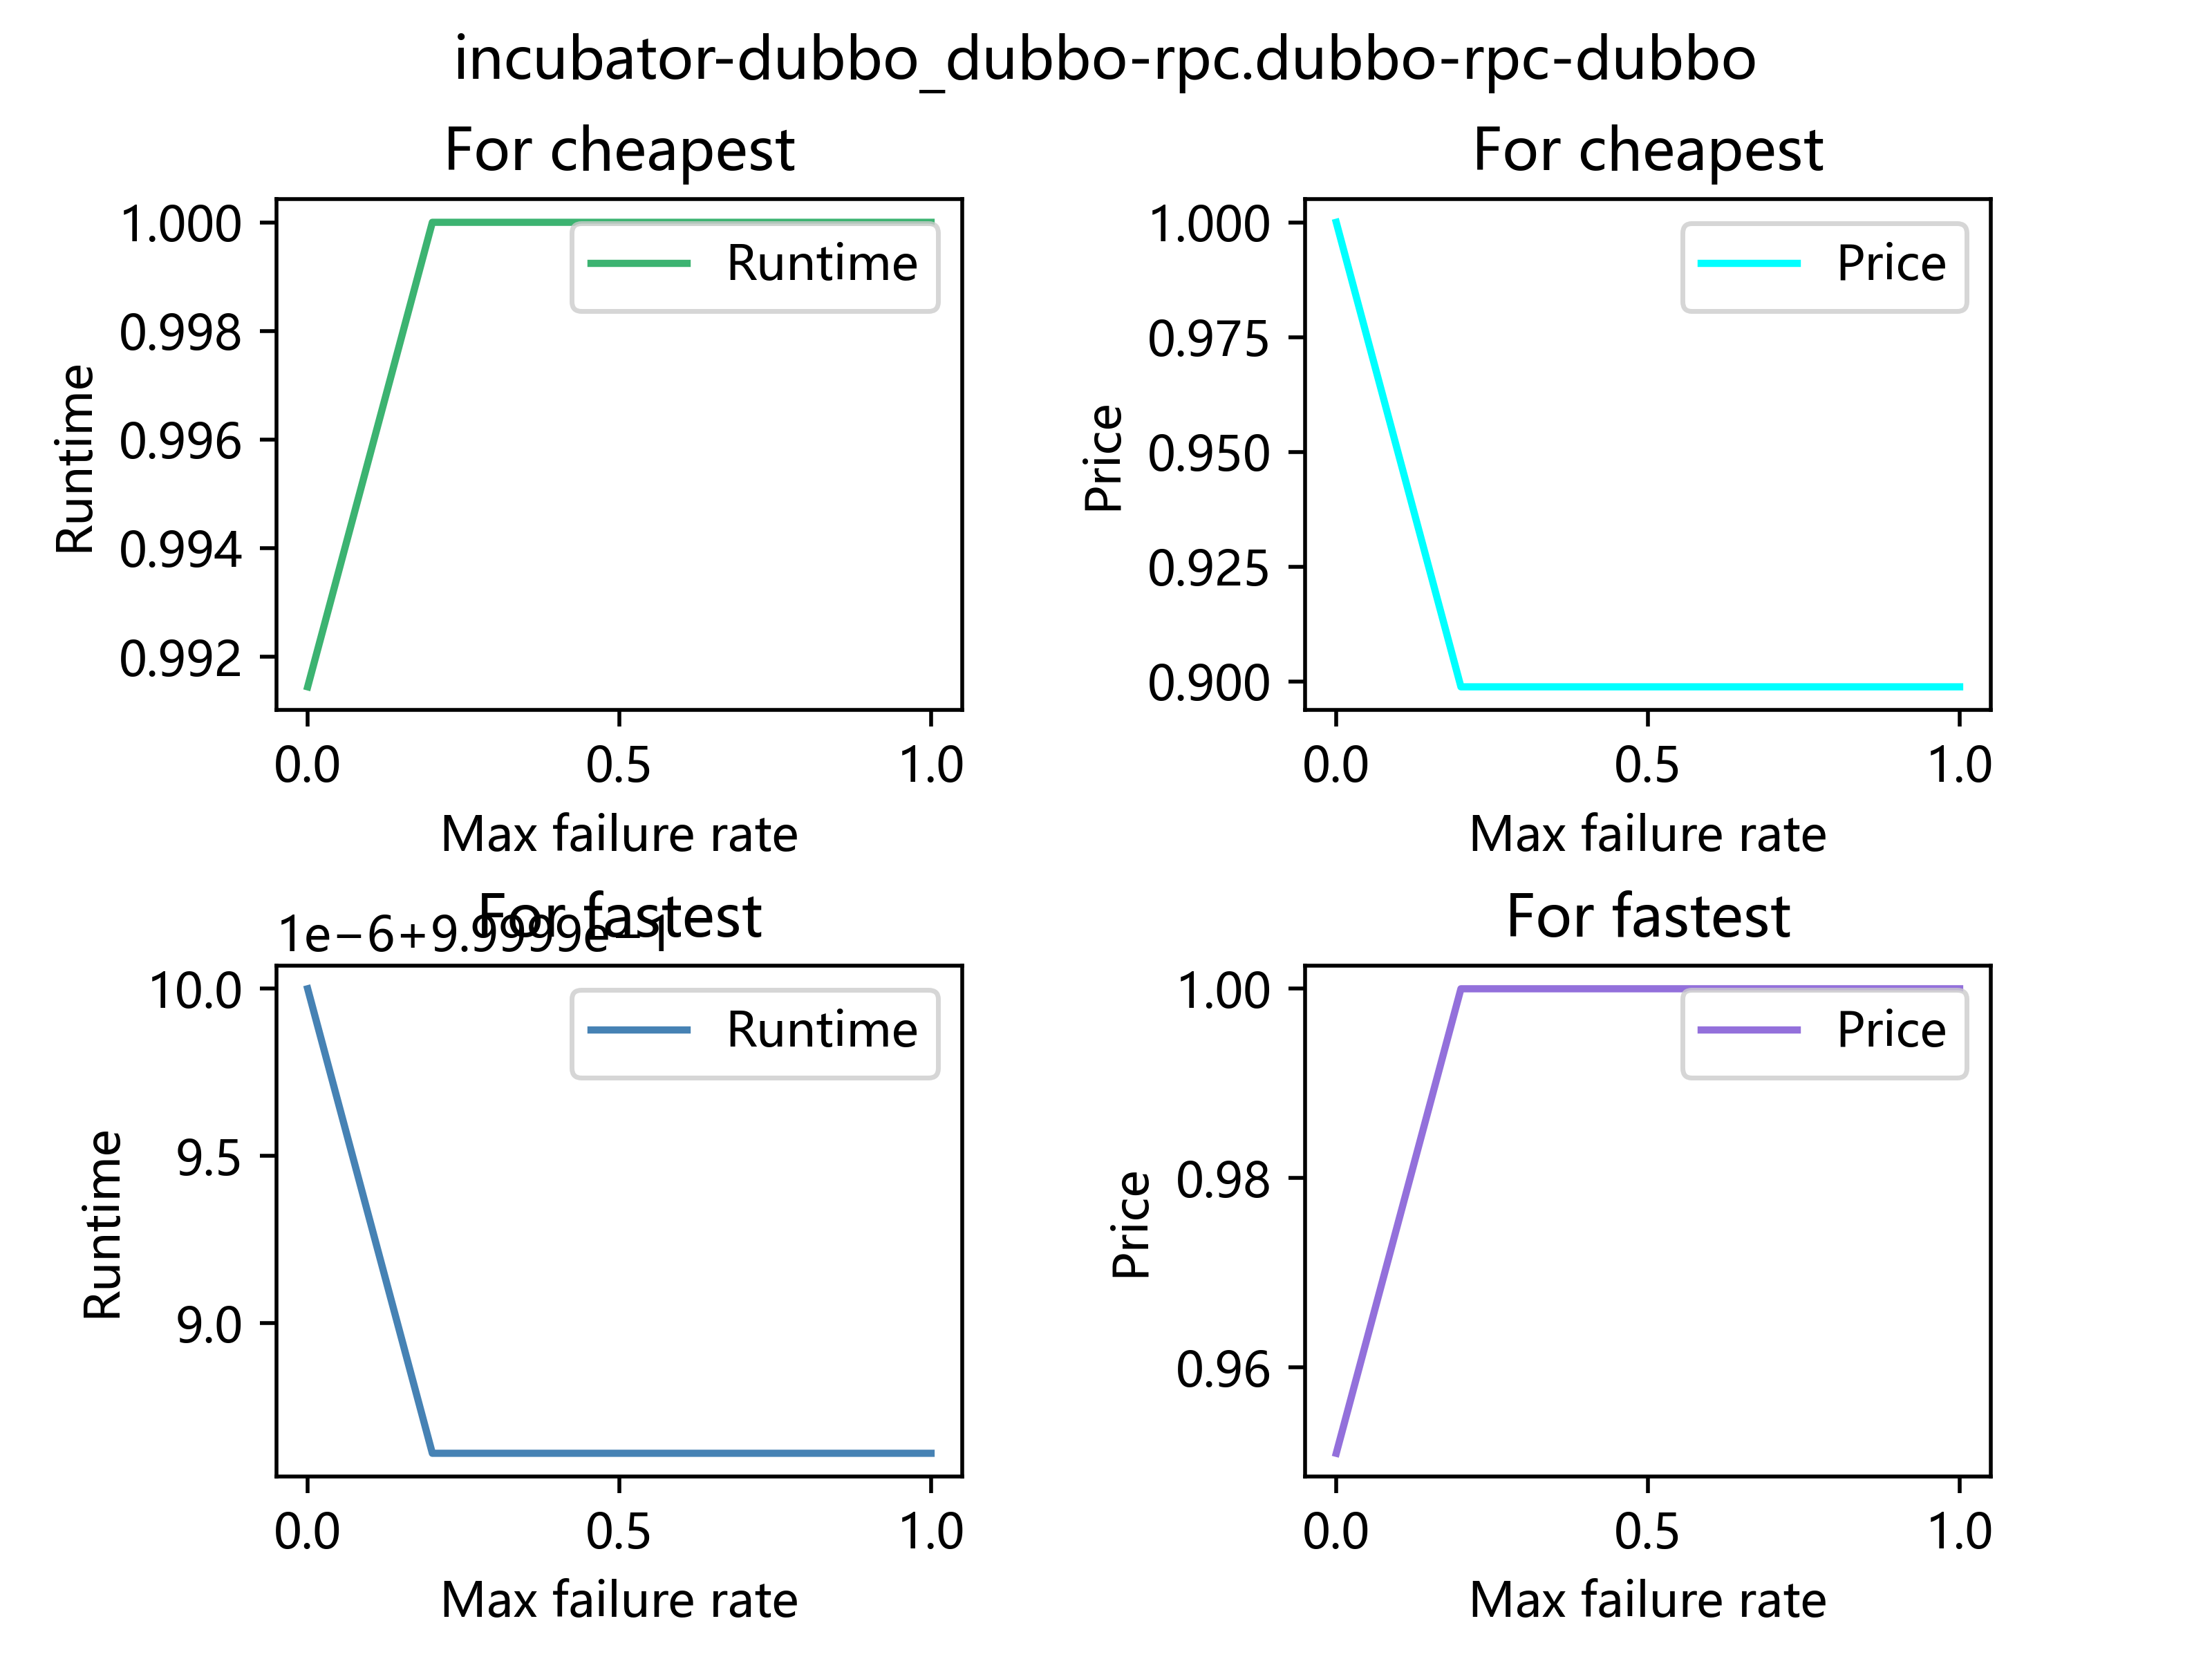 incubator-dubbo_dubbo-rpc.dubbo-rpc-dubbo
For cheapest
1.000
0.998
0.996
0.994
0.992
Runtime
Runtime
0.0 0.5 1.0
Max failure rate
For cheapest
1.000
0.975
0.950
0.925
0.900
Price
Price
0.0 0.5 1.0
Max failure rate
For fastest
1e−6+9.9999e−1
10.0
9.5
9.0
Runtime
Runtime
0.0 0.5 1.0
Max failure rate
For fastest
1.00
0.98
0.96
Price
Price
0.0 0.5 1.0
Max failure rate